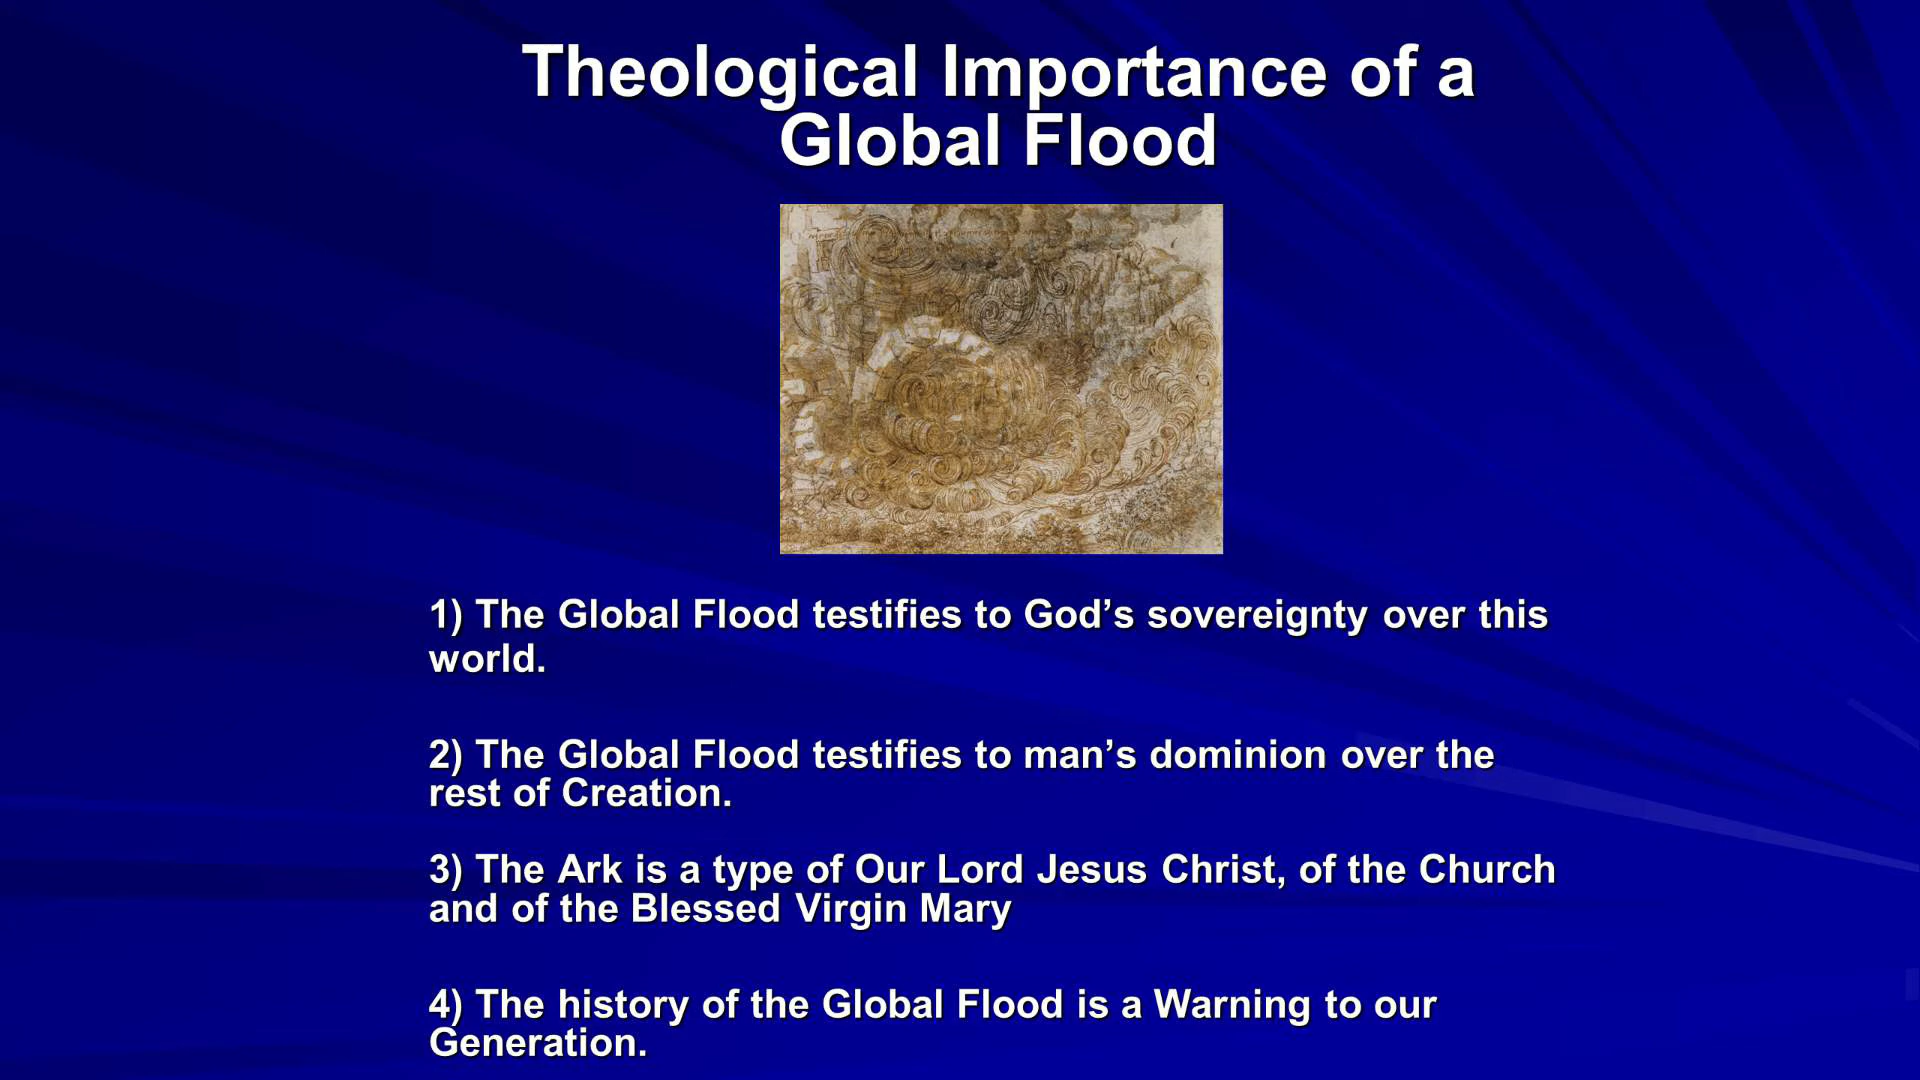 Theological Importance of a
Global Flood
1) The Global Flood testifies to God’s sovereignty over this
world.
2) The Global Flood testifies to man’s dominion over the
rest of Creation.
3) The Ark is a type of Our Lord Jesus Christ, of the Church
and of the Blessed Virgin Mary
4) The history of the Global Flood is a Warning to our
Generation.